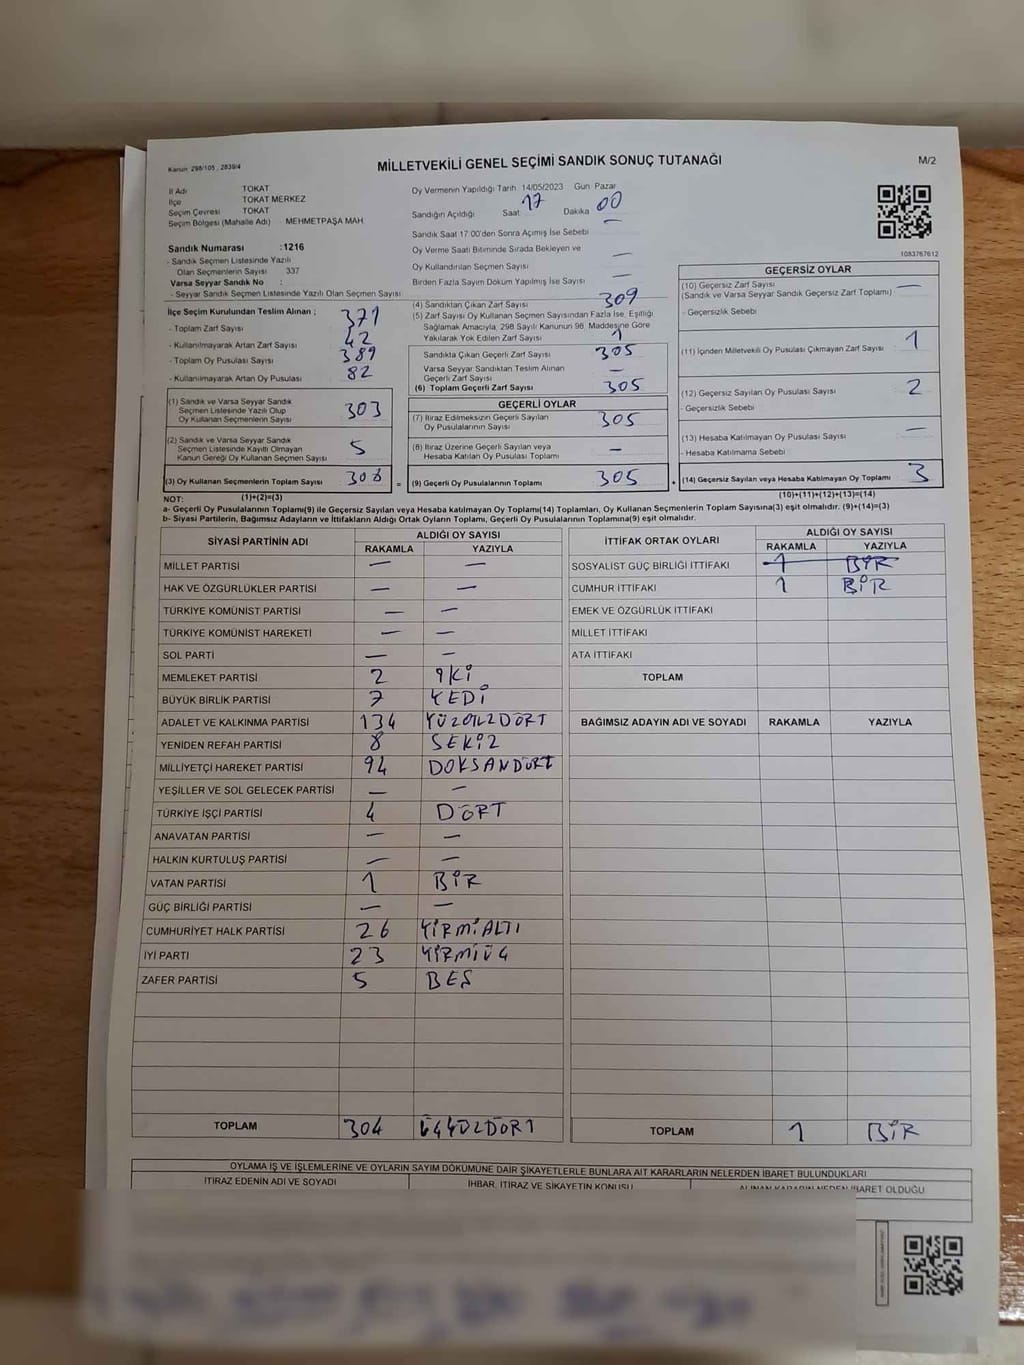 Kanun: 298/105 , 2839/4
MİLLETVEKİLİ GENEL SEÇİMİ SANDIK SONUÇ TUTANAĞI
M/2
İl Adı TOKAT
İlçe TOKAT MERKEZ
Seçim Çevresi TOKAT
Seçim Bölgesi (Mahalle Adı) MEHMETPAŞA MAH
Sandık Numarası :1216
- Sandık Seçmen Listesinde Yazılı
Olan Seçmenlerin Sayısı 337
Varsa Seyyar Sandık No :
- Seyyar Sandık Seçmen Listesinde Yazılı Olan Seçmen Sayısı
Oy Vermenin Yapıldığı Tarih 14/05/2023 Gün Pazar
Sandığın Açıldığı Saat 17 Dakika 00
Sandık Saat 17.00'den Sonra Açımış İse Sebebi —
Oy Verme Saati Bitiminde Sırada Bekleyen ve
Oy Kullandırılan Seçmen Sayısı —
Birden Fazla Sayım Döküm Yapılmış İse Sayısı —
1083767612
İlçe Seçim Kurulundan Teslim Alınan ;
- Toplam Zarf Sayısı 371
- Kullanılmayarak Artan Zarf Sayısı 42
- Toplam Oy Pusulası Sayısı 389
- Kullanılmayarak Artan Oy Pusulası 82
(1) Sandık ve Varsa Seyyar Sandık
Seçmen Listesinde Yazılı Olup
Oy Kullanan Seçmenlerin Sayısı 303
(2) Sandık ve Varsa Seyyar Sandık
Seçmen Listesinde Kayıtlı Olmayan
Kanun Gereği Oy Kullanan Seçmen Sayısı 5
(3) Oy Kullanan Seçmenlerin Toplam Sayısı 308 =
(4) Sandıktan Çıkan Zarf Sayısı 309
(5) Zarf Sayısı Oy Kullanan Seçmen Sayısından Fazla İse, Eşitliği
Sağlamak Amacıyla, 298 Sayılı Kanunun 98. Maddesine Göre
Yakılarak Yok Edilen Zarf Sayısı 1
Sandıkta Çıkan Geçerli Zarf Sayısı 305
Varsa Seyyar Sandıktan Teslim Alınan
Geçerli Zarf Sayısı —
(6) Toplam Geçerli Zarf Sayısı 305
GEÇERLİ OYLAR
(7) İtiraz Edilmeksizin Geçerli Sayılan
Oy Pusulalarının Sayısı 305
(8) İtiraz Üzerine Geçerli Sayılan veya
Hesaba Katılan Oy Pusulası Toplamı —
(9) Geçerli Oy Pusulalarının Toplamı 305 +
GEÇERSİZ OYLAR
(10) Geçersiz Zarf Sayısı —
(Sandık ve Varsa Seyyar Sandık Geçersiz Zarf Toplamı)
- Geçersizlik Sebebi
(11) İçinden Milletvekili Oy Pusulası Çıkmayan Zarf Sayısı 1
(12) Geçersiz Sayılan Oy Pusulası Sayısı 2
- Geçersizlik Sebebi
(13) Hesaba Katılmayan Oy Pusulası Sayısı —
- Hesaba Katılmama Sebebi
(14) Geçersiz Sayılan veya Hesaba Katılmayan Oy Toplamı 3
NOT: (1)+(2)=(3) (10)+(11)+(12)+(13)=(14)
a- Geçerli Oy Pusulalarının Toplamı(9) ile Geçersiz Sayılan veya Hesaba katılmayan Oy Toplamı(14) Toplamları, Oy Kullanan Seçmenlerin Toplam Sayısına(3) eşit olmalıdır. (9)+(14)=(3)
b- Siyasi Partilerin, Bağımsız Adayların ve İttifakların Aldığı Ortak Oyların Toplamı, Geçerli Oy Pusulalarının Toplamına(9) eşit olmalıdır.
SİYASİ PARTİNİN ADI ALDIĞI OY SAYISI
RAKAMLA YAZIYLA
MİLLET PARTİSİ — —
HAK VE ÖZGÜRLÜKLER PARTİSİ — —
TÜRKİYE KOMÜNİST PARTİSİ — —
TÜRKİYE KOMÜNİST HAREKETİ — —
SOL PARTİ — —
MEMLEKET PARTİSİ 2 İKİ
BÜYÜK BİRLİK PARTİSİ 7 YEDİ
ADALET VE KALKINMA PARTİSİ 134 YÜZOTUZDÖRT
YENİDEN REFAH PARTİSİ 8 SEKİZ
MİLLİYETÇİ HAREKET PARTİSİ 94 DOKSANDÖRT
YEŞİLLER VE SOL GELECEK PARTİSİ — —
TÜRKİYE İŞÇİ PARTİSİ 4 DÖRT
ANAVATAN PARTİSİ — —
HALKIN KURTULUŞ PARTİSİ — —
VATAN PARTİSİ 1 BİR
GÜÇ BİRLİĞİ PARTİSİ — —
CUMHURİYET HALK PARTİSİ 26 YİRMİALTI
İYİ PARTİ 23 YİRMİÜÇ
ZAFER PARTİSİ 5 BEŞ
TOPLAM 304 ÜÇYÜZDÖRT
İTTİFAK ORTAK OYLARI ALDIĞI OY SAYISI
RAKAMLA YAZIYLA
SOSYALİST GÜÇ BİRLİĞİ İTTİFAKI 1 BİR
CUMHUR İTTİFAKI 1 BİR
EMEK VE ÖZGÜRLÜK İTTİFAKI
MİLLET İTTİFAKI
ATA İTTİFAKI
TOPLAM
BAĞIMSIZ ADAYIN ADI VE SOYADI RAKAMLA YAZIYLA
TOPLAM 1 BİR
OYLAMA İŞ VE İŞLEMLERİNE VE OYLARIN SAYIM DÖKÜMÜNE DAİR ŞİKAYETLERLE BUNLARA AİT KARARLARIN NELERDEN İBARET BULUNDUKLARI
İTİRAZ EDENİN ADI VE SOYADI İHBAR, İTİRAZ VE ŞİKAYETİN KONUSU ALINAN KARARIN NEDEN İBARET OLDUĞU